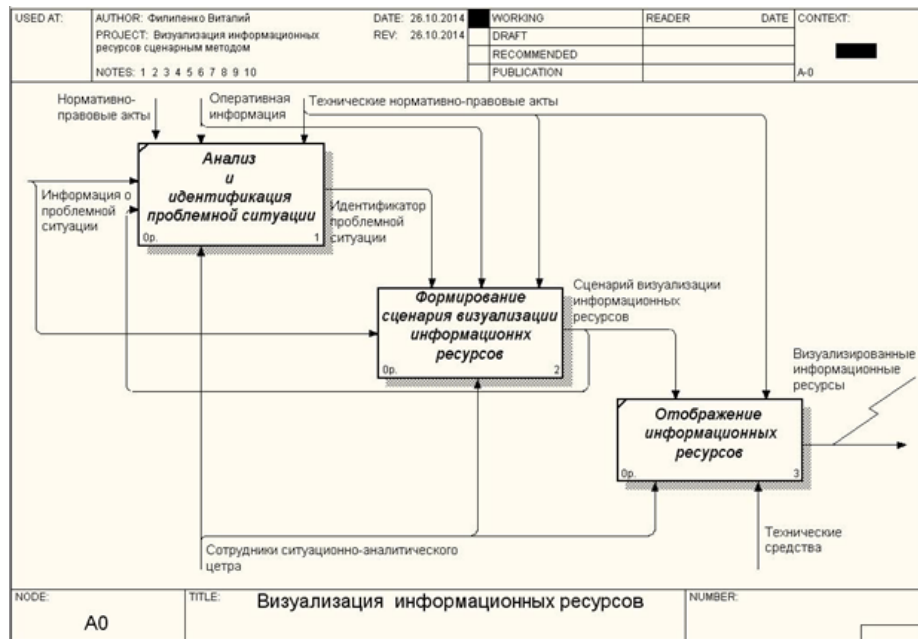 USED AT:
AUTHOR: Филипенко Виталий
DATE: 26.10.2014
WORKING
READER
DATE
CONTEXT:
PROJECT: Визуализация информационных
ресурсов сценарным методом
REV: 26.10.2014
DRAFT
RECOMMENDED
NOTES: 1 2 3 4 5 6 7 8 9 10
PUBLICATION
A-0
Нормативно-
правовые акты
Оперативная
информация
Технические нормативно-правовые акты
Анализ
и
идентификация
проблемной ситуации
0р.
1
Информация о
проблемной
ситуации
Идентификатор
проблемной
ситуации
Формирование
сценария визуализации
информационнх
ресурсов
0р.
2
Сценарий визуализации
информационных
ресурсов
Визуализированные
информационные
ресурсы
Отображение
информационных
ресурсов
0р.
3
Сотрудники ситуационно-аналитического
цетра
Технические
средства
NODE:
A0
TITLE:
Визуализация информационных ресурсов
NUMBER: